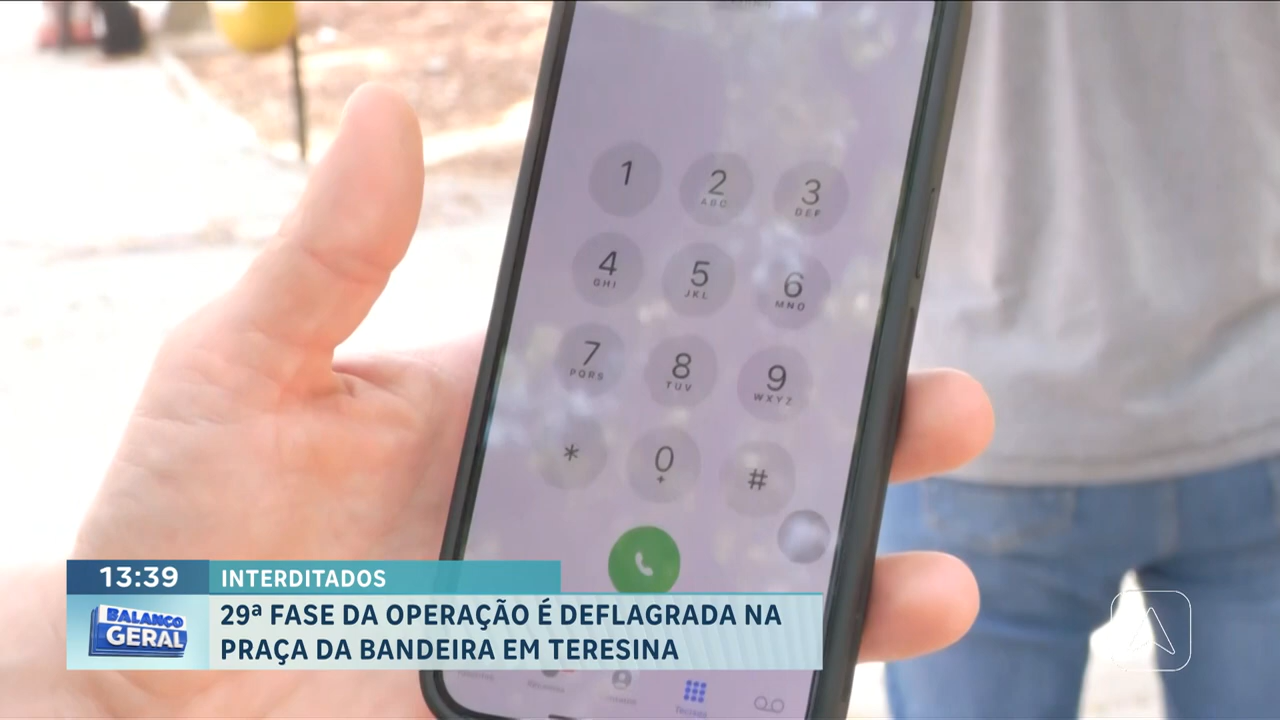 1
2
ABC
3
DEF
4
GHI
5
JKL
6
MNO
7
PQRS
8
TUV
9
WXYZ
*
0
+
#
13:39
INTERDITADOS
BALANÇO
GERAL
29ª FASE DA OPERAÇÃO É DEFLAGRADA NA
PRAÇA DA BANDEIRA EM TERESINA
Teclado